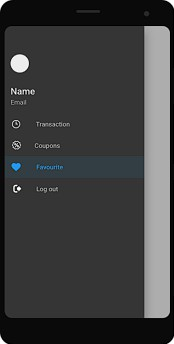 Name
Email
Transaction
Coupons
Favourite
Log out